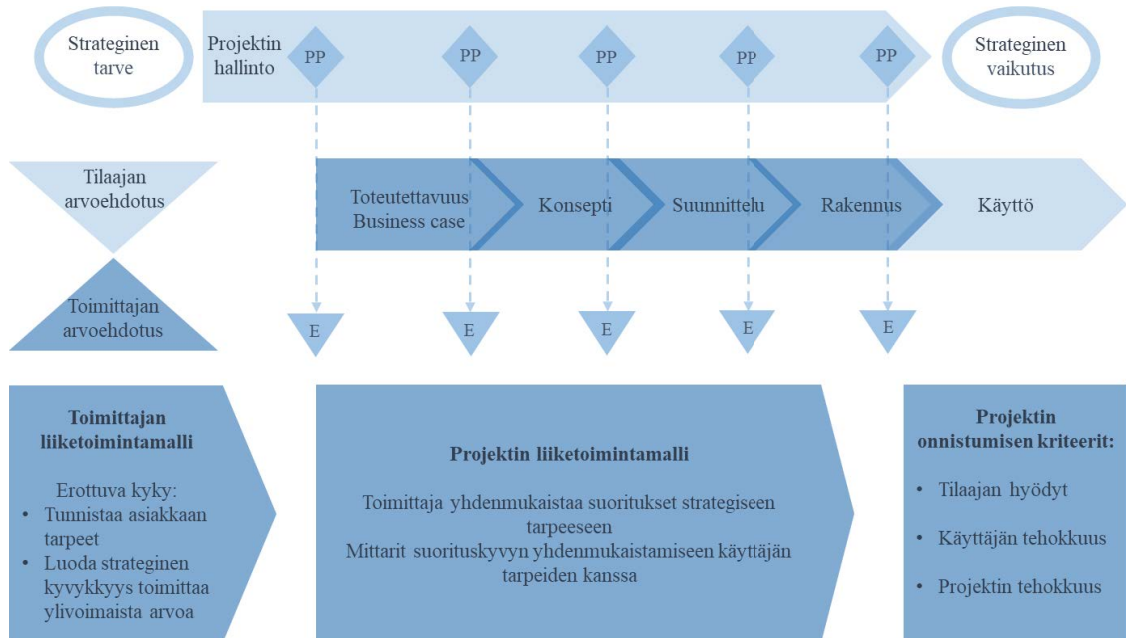 Strateginen
tarve
Projektin
hallinto
PP
PP
PP
PP
PP
Strateginen
vaikutus
Tilaajan
arvoehdotus
Toteutettavuus
Business case
Konsepti
Suunnittelu
Rakennus
Käyttö
Toimittajan
arvoehdotus
E
E
E
E
E
Toimittajan
liiketoimintamalli
Erottuva kyky:
• Tunnistaa asiakkaan
tarpeet
• Luoda strateginen
kyvykkyys toimittaa
ylivoimaista arvoa
Projektin liiketoimintamalli
Toimittaja yhdenmukaistaa suoritukset strategiseen
tarpeeseen
Mittarit suorituskyvyn yhdenmukaistamiseen käyttäjän
tarpeiden kanssa
Projektin
onnistumisen kriteerit:
• Tilaajan hyödyt
• Käyttäjän tehokkuus
• Projektin tehokkuus